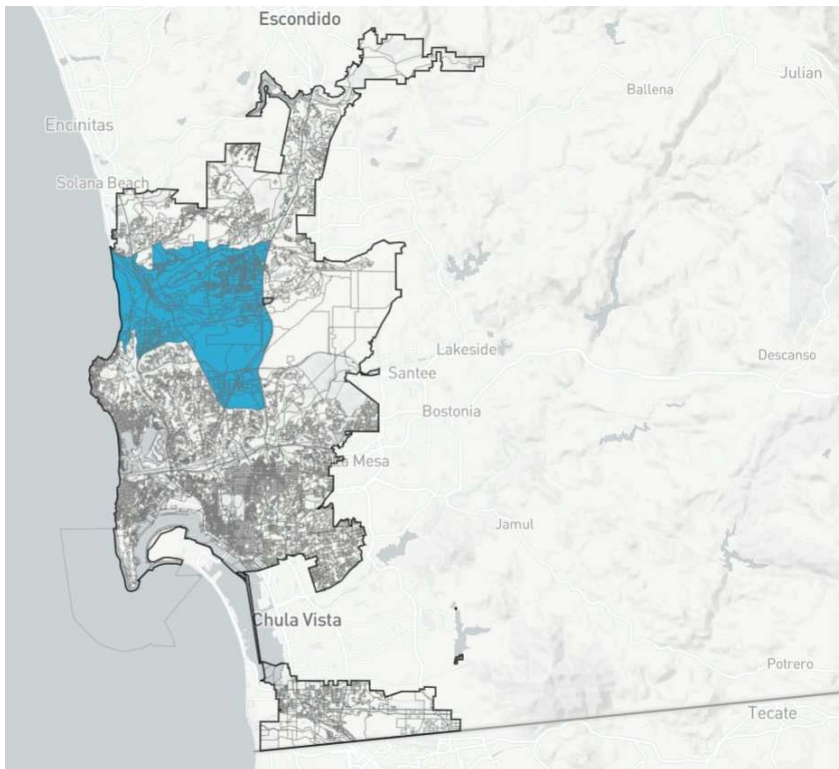 Escondido
Julian
Ballena
Encinitas
Solana Beach
Lakeside
Descanso
Santee
Bostonia
La Mesa
Jamul
Chula Vista
Potrero
Tecate